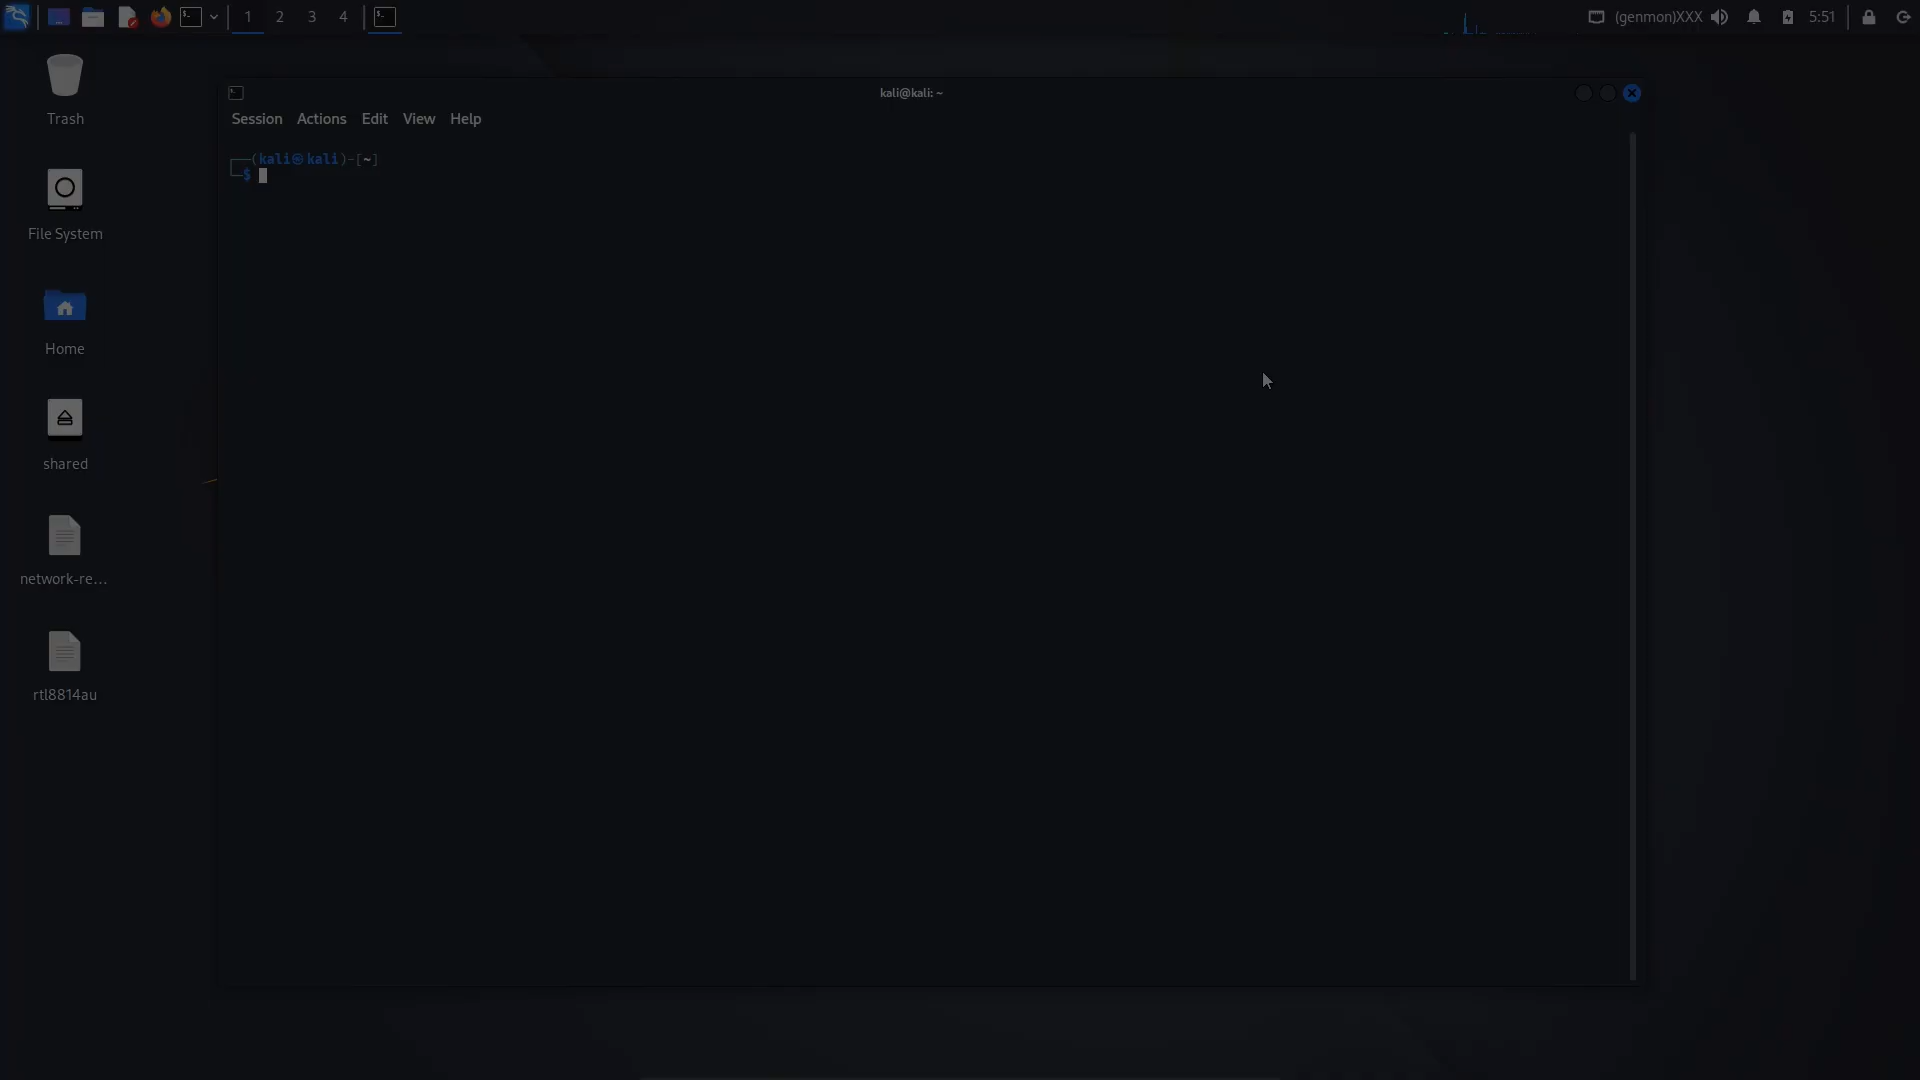 1 2 3 4
(genmon)XXX 5:51
Trash
File System
Home
shared
network-re...
rtl8814au
kali@kali: ~
Session Actions Edit View Help
┌──(kali㉿kali)-[~]
└─$